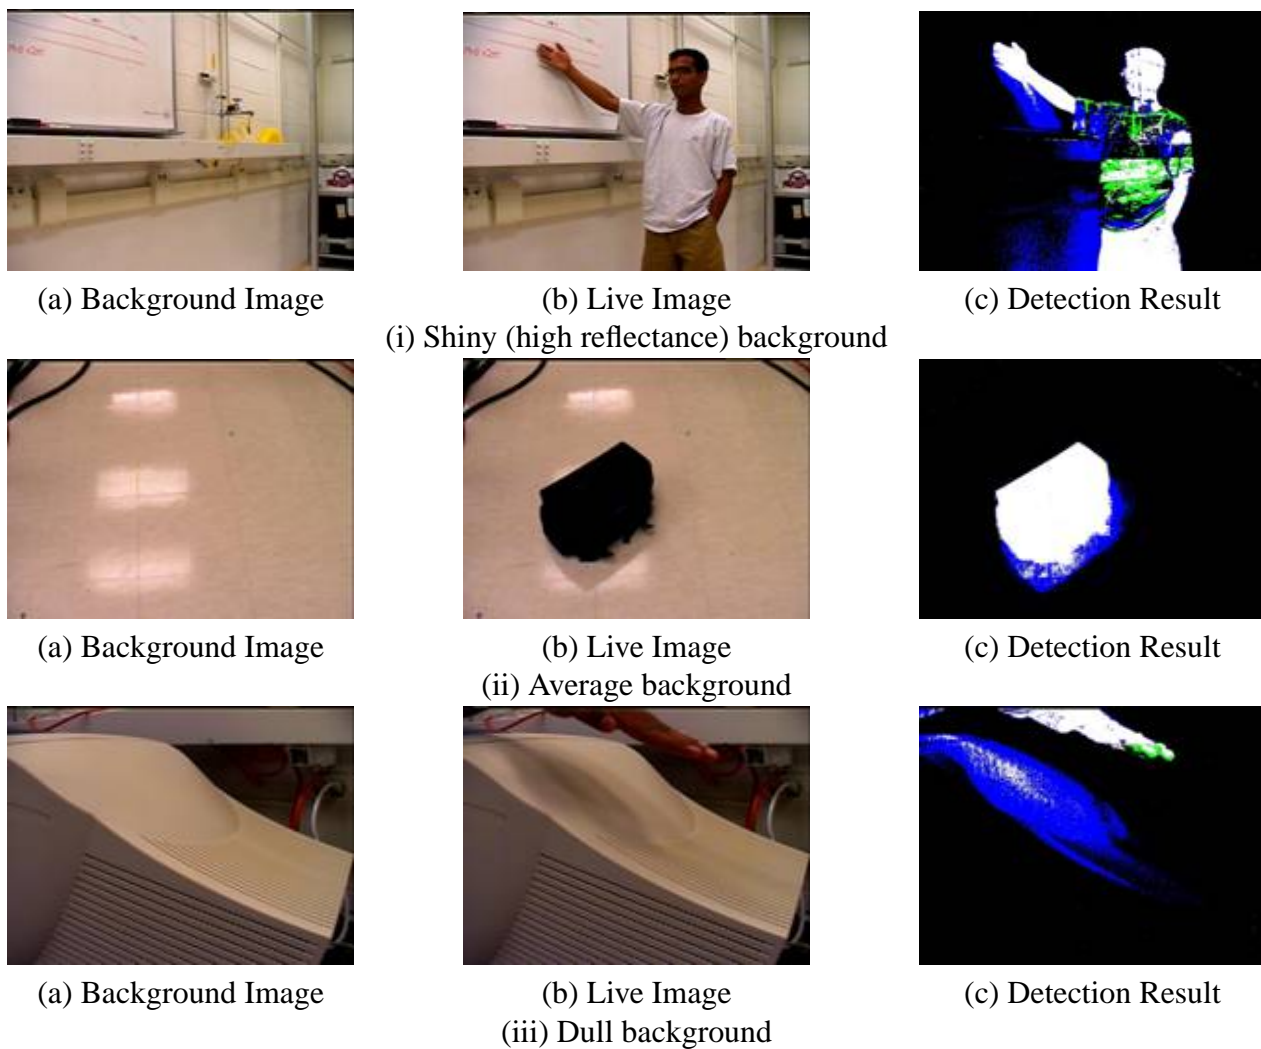 (a) Background Image
(b) Live Image
(c) Detection Result
(i) Shiny (high reflectance) background
(a) Background Image
(b) Live Image
(c) Detection Result
(ii) Average background
(a) Background Image
(b) Live Image
(c) Detection Result
(iii) Dull background